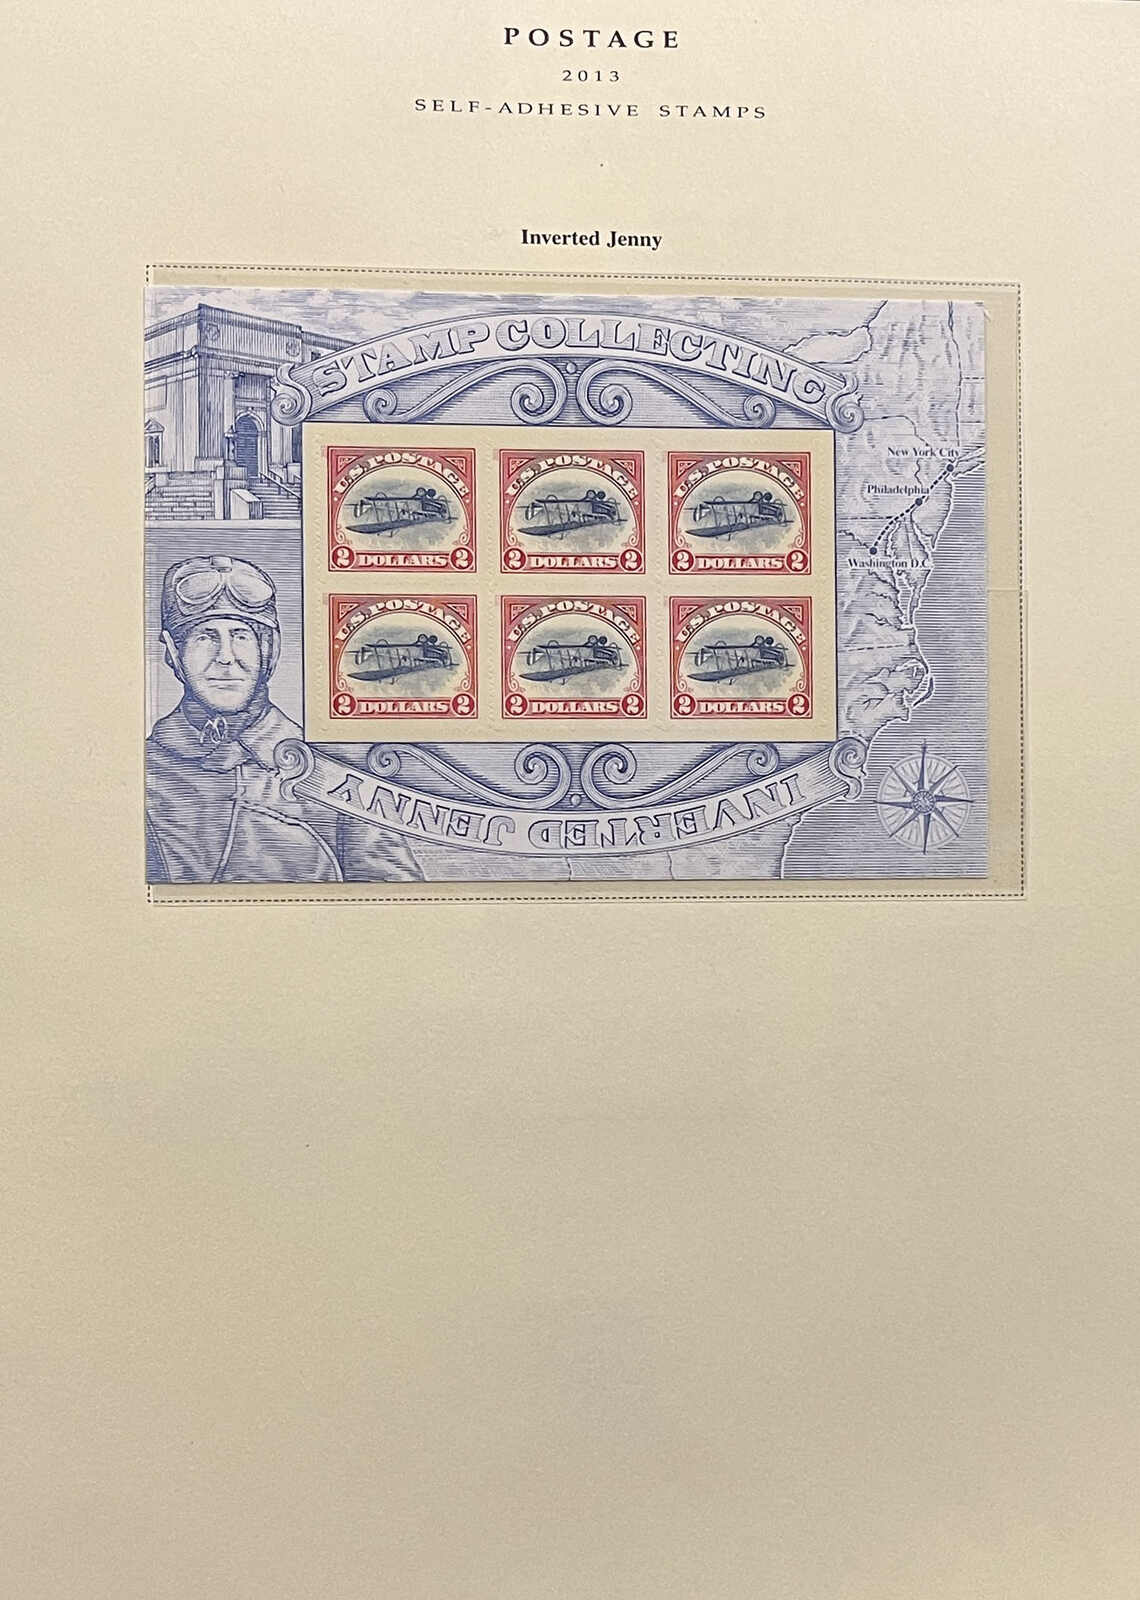 POSTAGE
2013
SELF-ADHESIVE STAMPS
Inverted Jenny
STAMP COLLECTING
New York City
Philadelphia
Washington D.C.
U.S. POSTAGE
2 DOLLARS 2
U.S. POSTAGE
2 DOLLARS 2
U.S. POSTAGE
2 DOLLARS 2
U.S. POSTAGE
2 DOLLARS 2
U.S. POSTAGE
2 DOLLARS 2
U.S. POSTAGE
2 DOLLARS 2
INVERTED JENNY